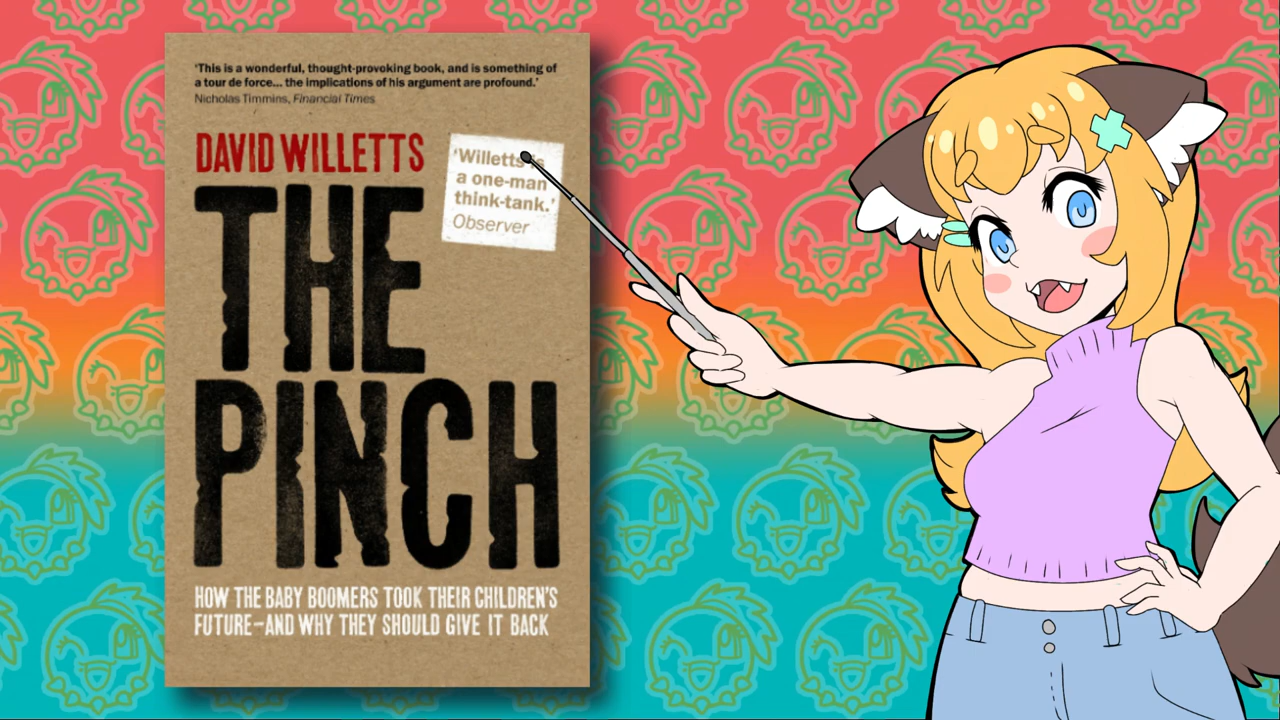 'This is a wonderful, thought-provoking book, and is something of
a tour de force... the implications of his argument are profound.'
Nicholas Timmins, Financial Times
DAVID WILLETTS
'Willetts is
a one-man
think-tank.'
Observer
THE
PINCH
HOW THE BABY BOOMERS TOOK THEIR CHILDREN'S
FUTURE–AND WHY THEY SHOULD GIVE IT BACK